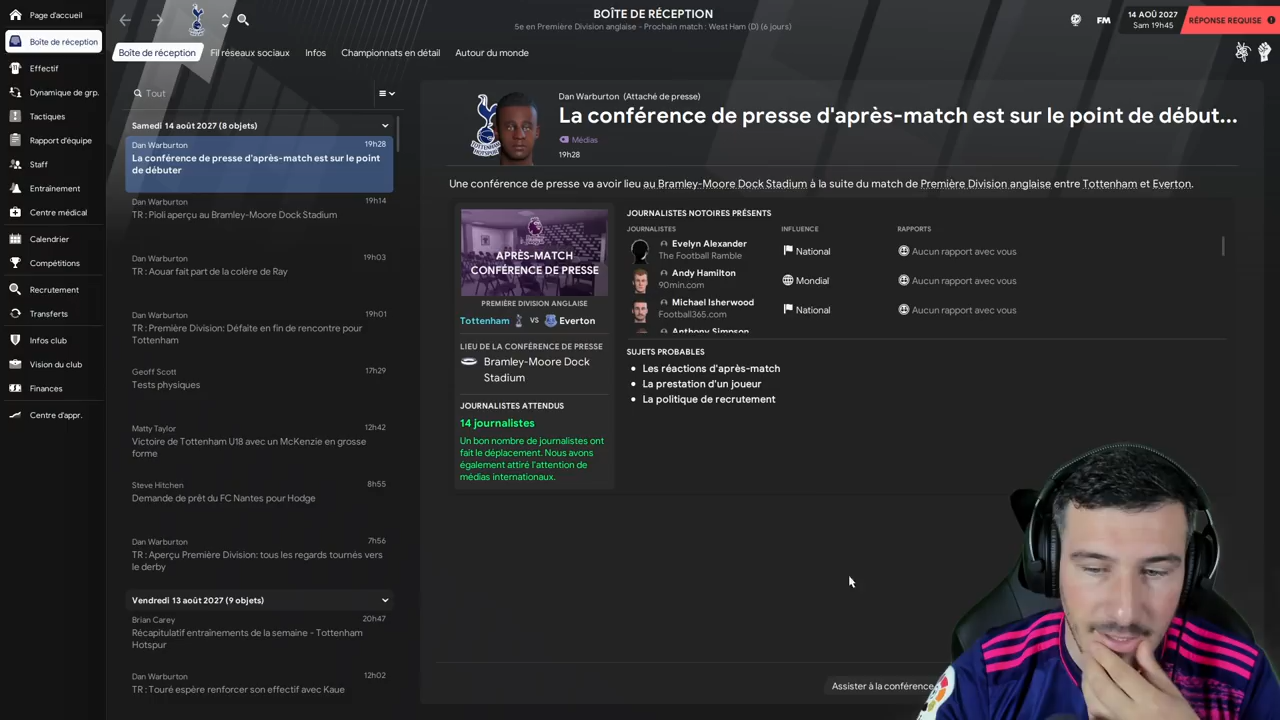 Page d'accueil
Boîte de réception
Effectif
Dynamique de grp.
Tactiques
Rapport d'équipe
Staff
Entraînement
Centre médical
Calendrier
Compétitions
Recrutement
Transferts
Infos club
Vision du club
Finances
Centre d'appr.
BOÎTE DE RÉCEPTION
5e en Première Division anglaise - Prochain match : West Ham (D) (6 jours)
FM
14 AOÛ 2027
Sam 19h45
RÉPONSE REQUISE
Boîte de réception
Fil réseaux sociaux
Infos
Championnats en détail
Autour du monde
Tout
Samedi 14 août 2027 (8 objets)
Dan Warburton 19h28
La conférence de presse d'après-match est sur le point
de débuter
Dan Warburton 19h14
TR : Pioli aperçu au Bramley-Moore Dock Stadium
Dan Warburton 19h03
TR : Aouar fait part de la colère de Ray
Dan Warburton 19h01
TR : Première Division: Défaite en fin de rencontre pour
Tottenham
Geoff Scott 17h29
Tests physiques
Matty Taylor 12h42
Victoire de Tottenham U18 avec un McKenzie en grosse
forme
Steve Hitchen 8h55
Demande de prêt du FC Nantes pour Hodge
Dan Warburton 7h56
TR : Aperçu Première Division: tous les regards tournés vers
le derby
Vendredi 13 août 2027 (9 objets)
Brian Carey 20h47
Récapitulatif entraînements de la semaine - Tottenham
Hotspur
Dan Warburton 12h02
TR : Touré espère renforcer son effectif avec Kaue
Dan Warburton (Attaché de presse)
La conférence de presse d'après-match est sur le point de début...
Médias
19h28
Une conférence de presse va avoir lieu au Bramley-Moore Dock Stadium à la suite du match de Première Division anglaise entre Tottenham et Everton.
APRÈS-MATCH
CONFÉRENCE DE PRESSE
PREMIÈRE DIVISION ANGLAISE
Tottenham VS Everton
LIEU DE LA CONFÉRENCE DE PRESSE
Bramley-Moore Dock
Stadium
JOURNALISTES ATTENDUS
14 journalistes
Un bon nombre de journalistes ont
fait le déplacement. Nous avons
également attiré l'attention de
médias internationaux.
JOURNALISTES NOTOIRES PRÉSENTS
JOURNALISTES INFLUENCE RAPPORTS
Evelyn Alexander
The Football Ramble
National
Aucun rapport avec vous
Andy Hamilton
90min.com
Mondial
Aucun rapport avec vous
Michael Isherwood
Football365.com
National
Aucun rapport avec vous
Anthony Simpson
SUJETS PROBABLES
• Les réactions d'après-match
• La prestation d'un joueur
• La politique de recrutement
Assister à la conférence